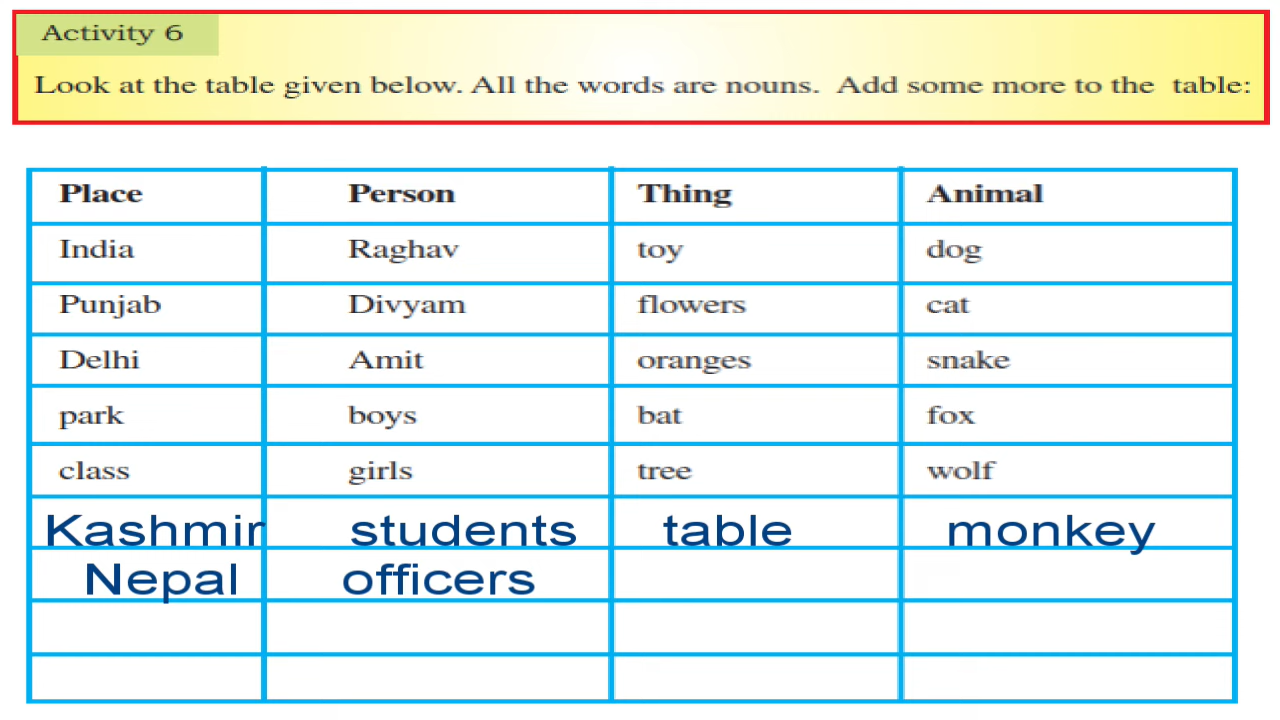 Activity 6
Look at the table given below. All the words are nouns. Add some more to the table:
Place Person Thing Animal
India Raghav toy dog
Punjab Divyam flowers cat
Delhi Amit oranges snake
park boys bat fox
class girls tree wolf
Kashmir students table monkey
Nepal officers